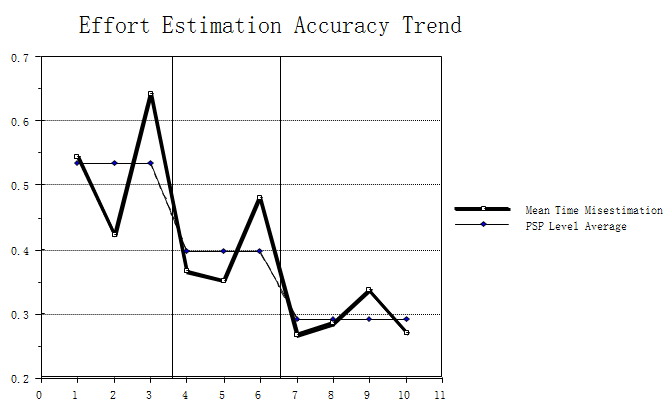 Effort Estimation Accuracy Trend
0.7
0.6
0.5
0.4
0.3
0.2
0 1 2 3 4 5 6 7 8 9 10 11
Mean Time Misestimation
PSP Level Average